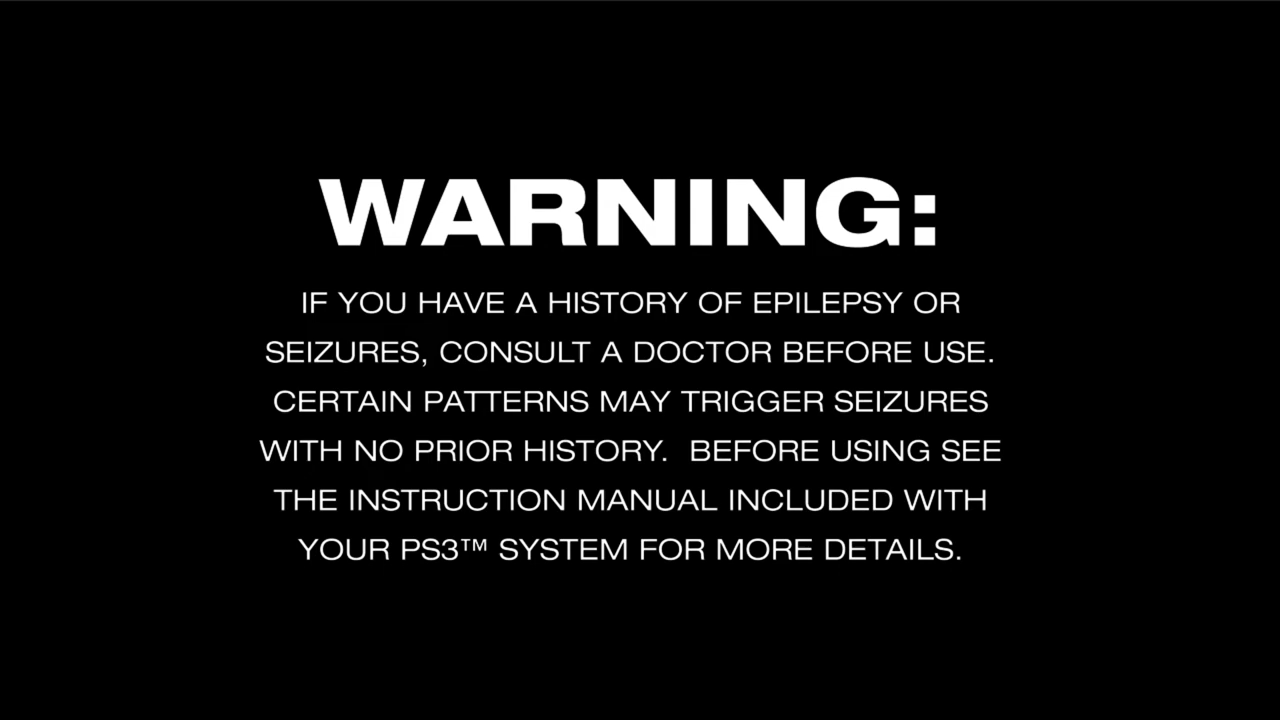 WARNING:
IF YOU HAVE A HISTORY OF EPILEPSY OR
SEIZURES, CONSULT A DOCTOR BEFORE USE.
CERTAIN PATTERNS MAY TRIGGER SEIZURES
WITH NO PRIOR HISTORY.  BEFORE USING SEE
THE INSTRUCTION MANUAL INCLUDED WITH
YOUR PS3™ SYSTEM FOR MORE DETAILS.